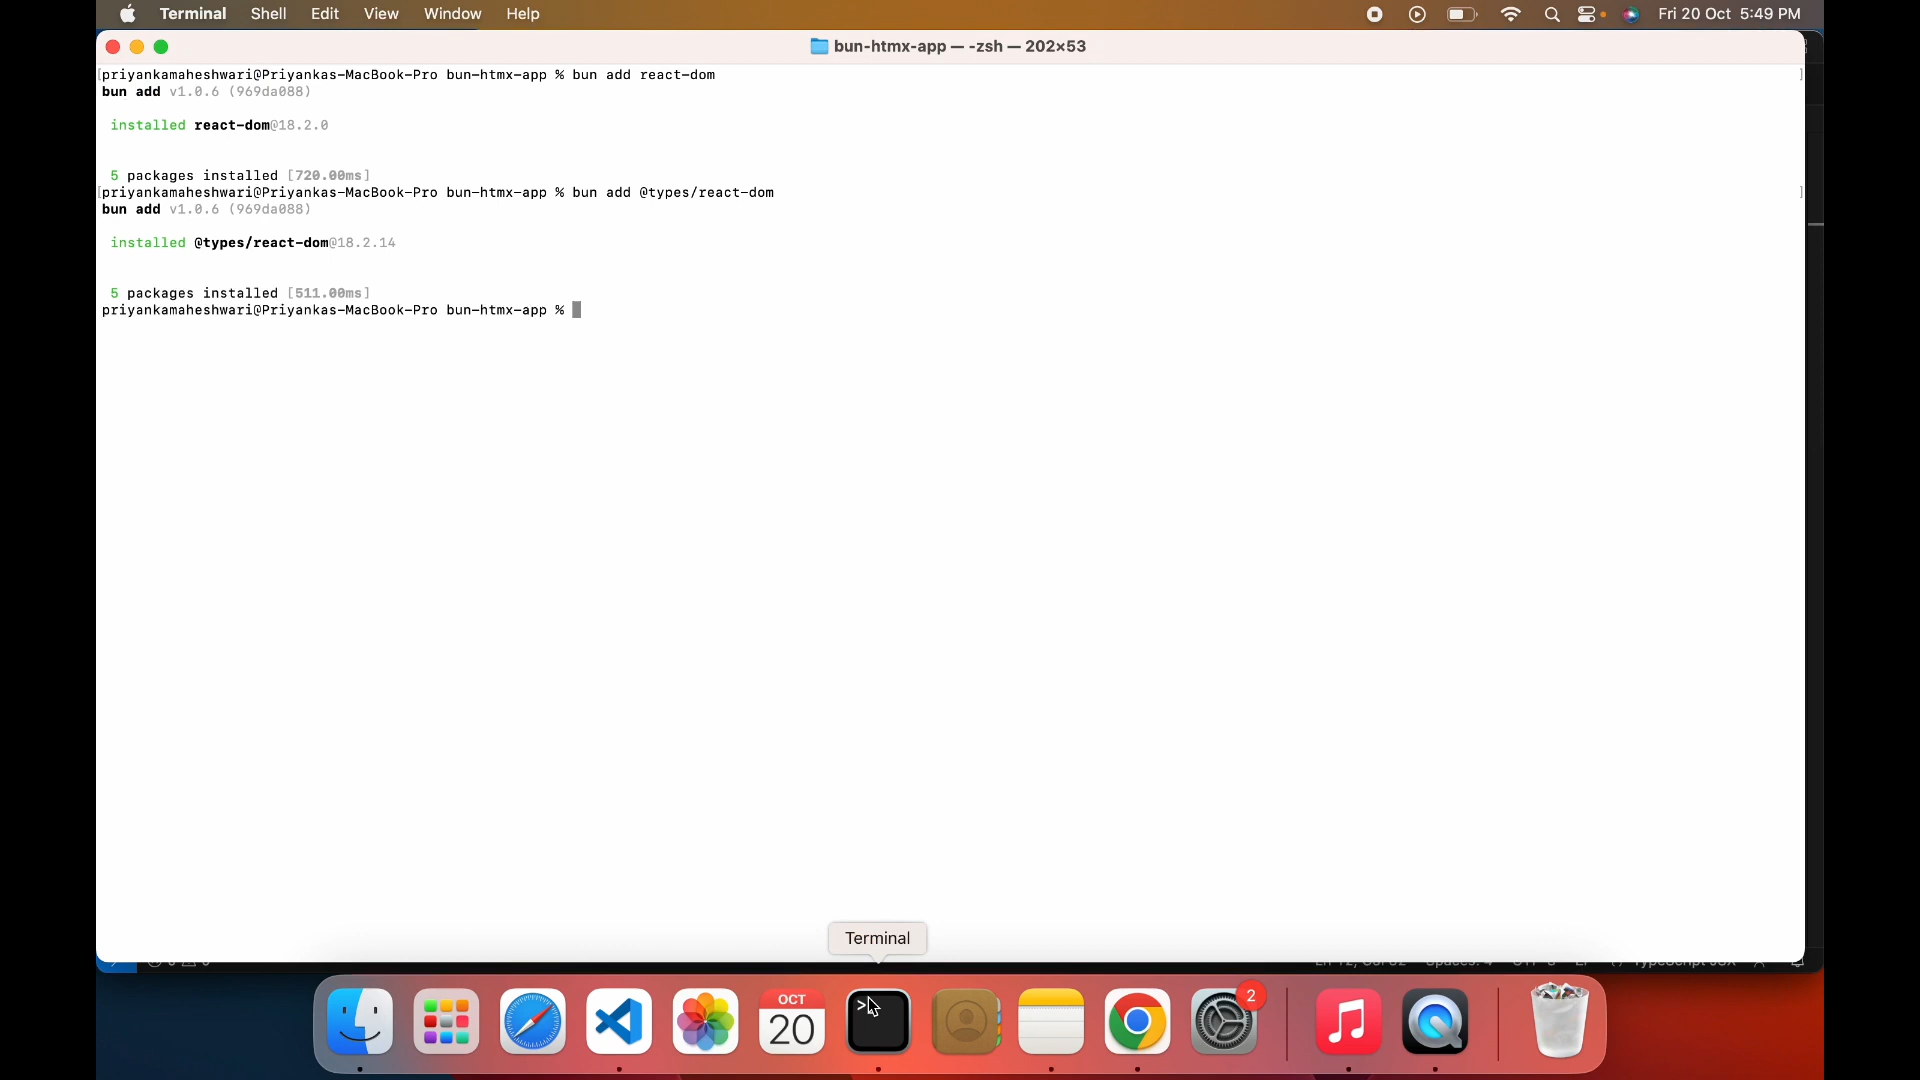 Terminal Shell Edit View Window Help Fri 20 Oct 5:49 PM
bun-htmx-app — -zsh — 202×53
[priyankamaheshwari@Priyankas-MacBook-Pro bun-htmx-app % bun add react-dom ]
bun add v1.0.6 (969da088)
installed react-dom@18.2.0
5 packages installed [720.00ms]
[priyankamaheshwari@Priyankas-MacBook-Pro bun-htmx-app % bun add @types/react-dom ]
bun add v1.0.6 (969da088)
installed @types/react-dom@18.2.14
5 packages installed [511.00ms]
priyankamaheshwari@Priyankas-MacBook-Pro bun-htmx-app %
Terminal
OCT
20
>
2